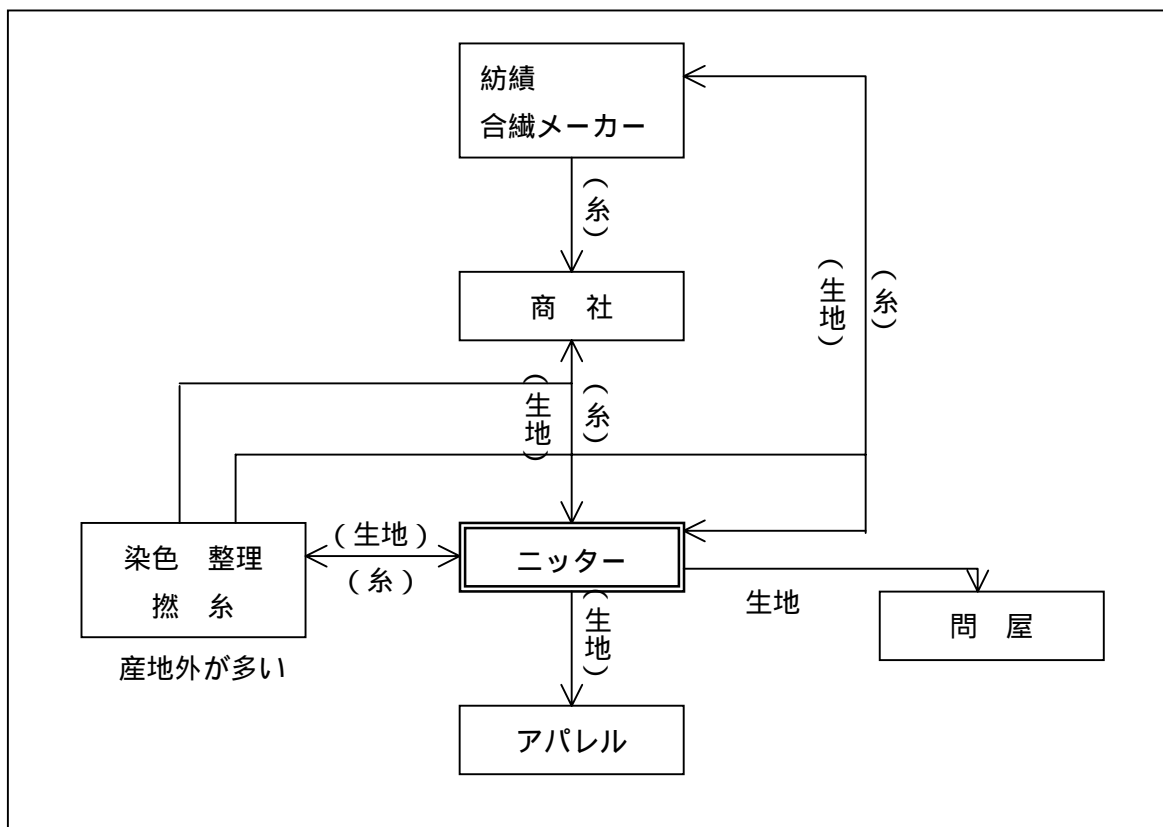 紡績
合繊メーカー
（糸）
商　社
（生地）
（糸）
（生地）
（糸）
染色　整理
撚　糸
産地外が多い
（生地）
（糸）
ニッター
生地
問　屋
（生地）
アパレル